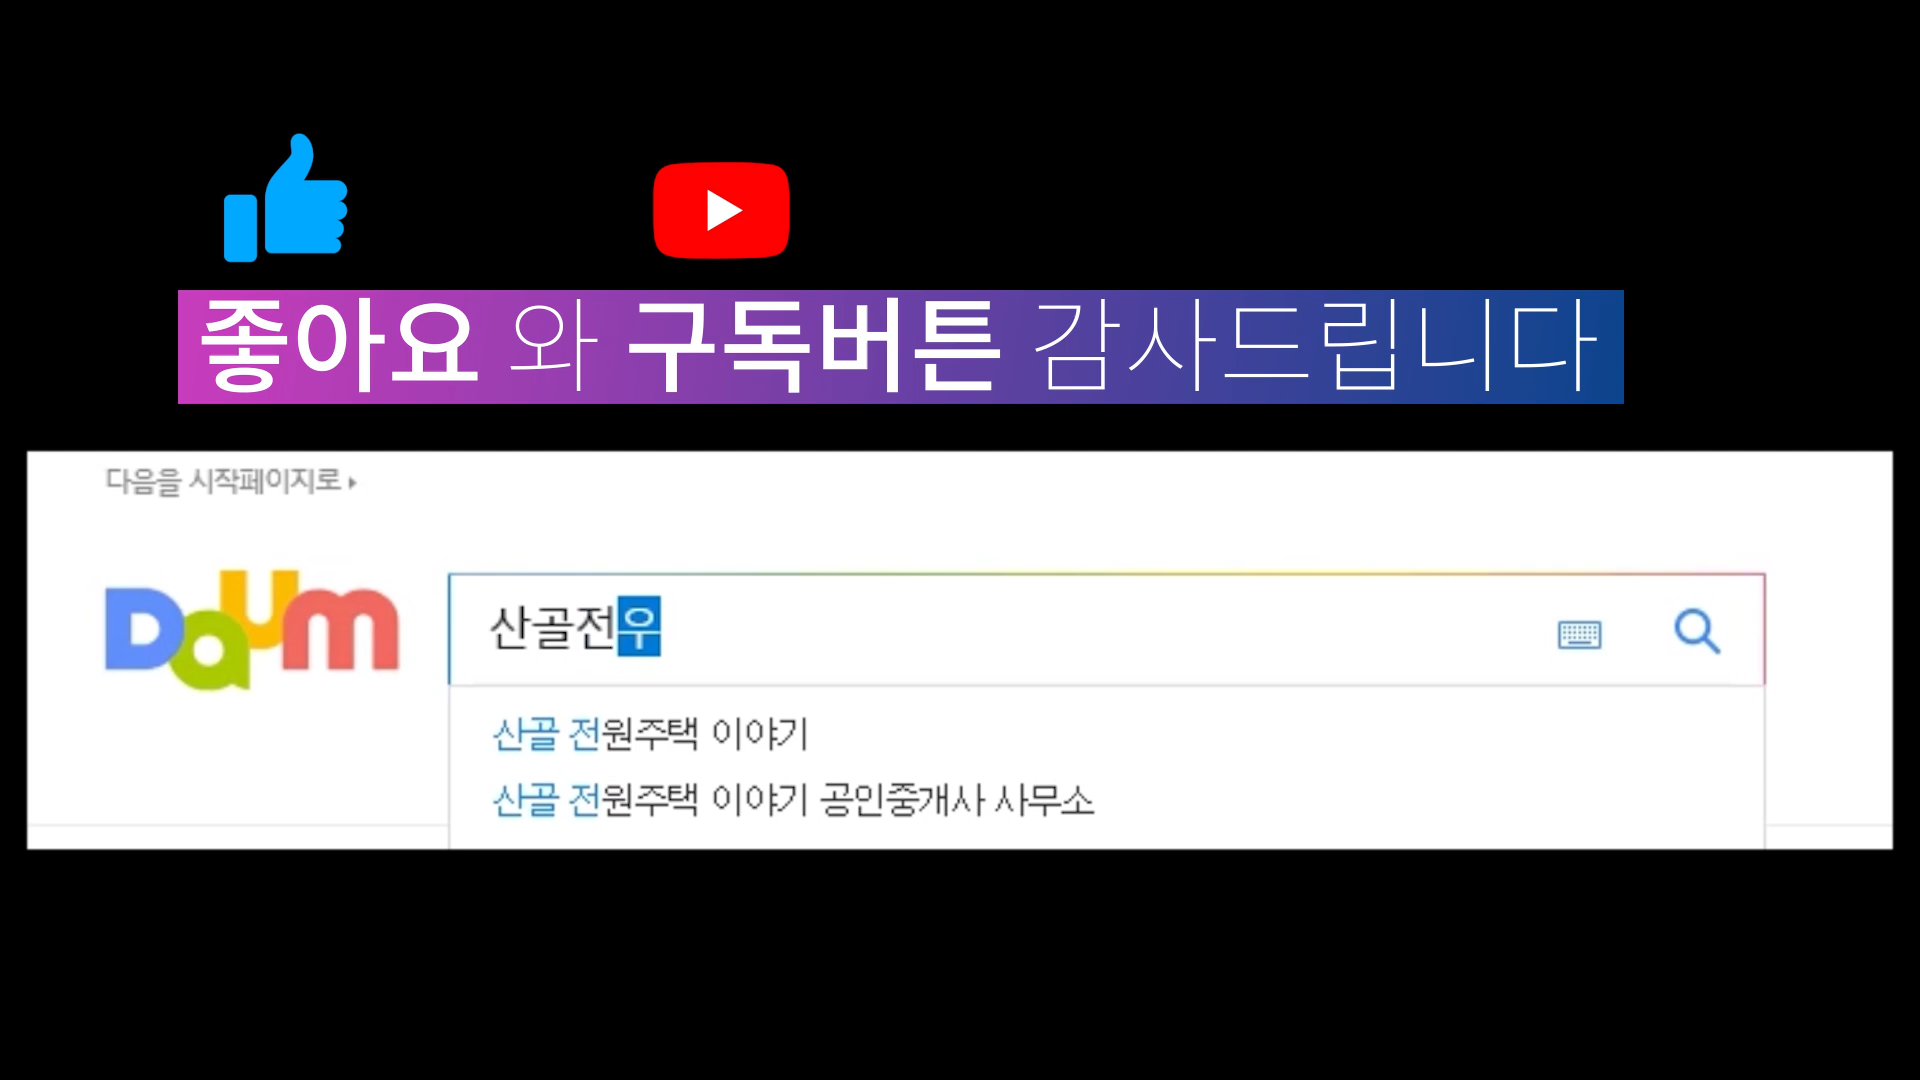 좋아요 와 구독버튼 감사드립니다
다음을 시작페이지로
Daum
산골전우
산골 전원주택 이야기
산골 전원주택 이야기 공인중개사 사무소